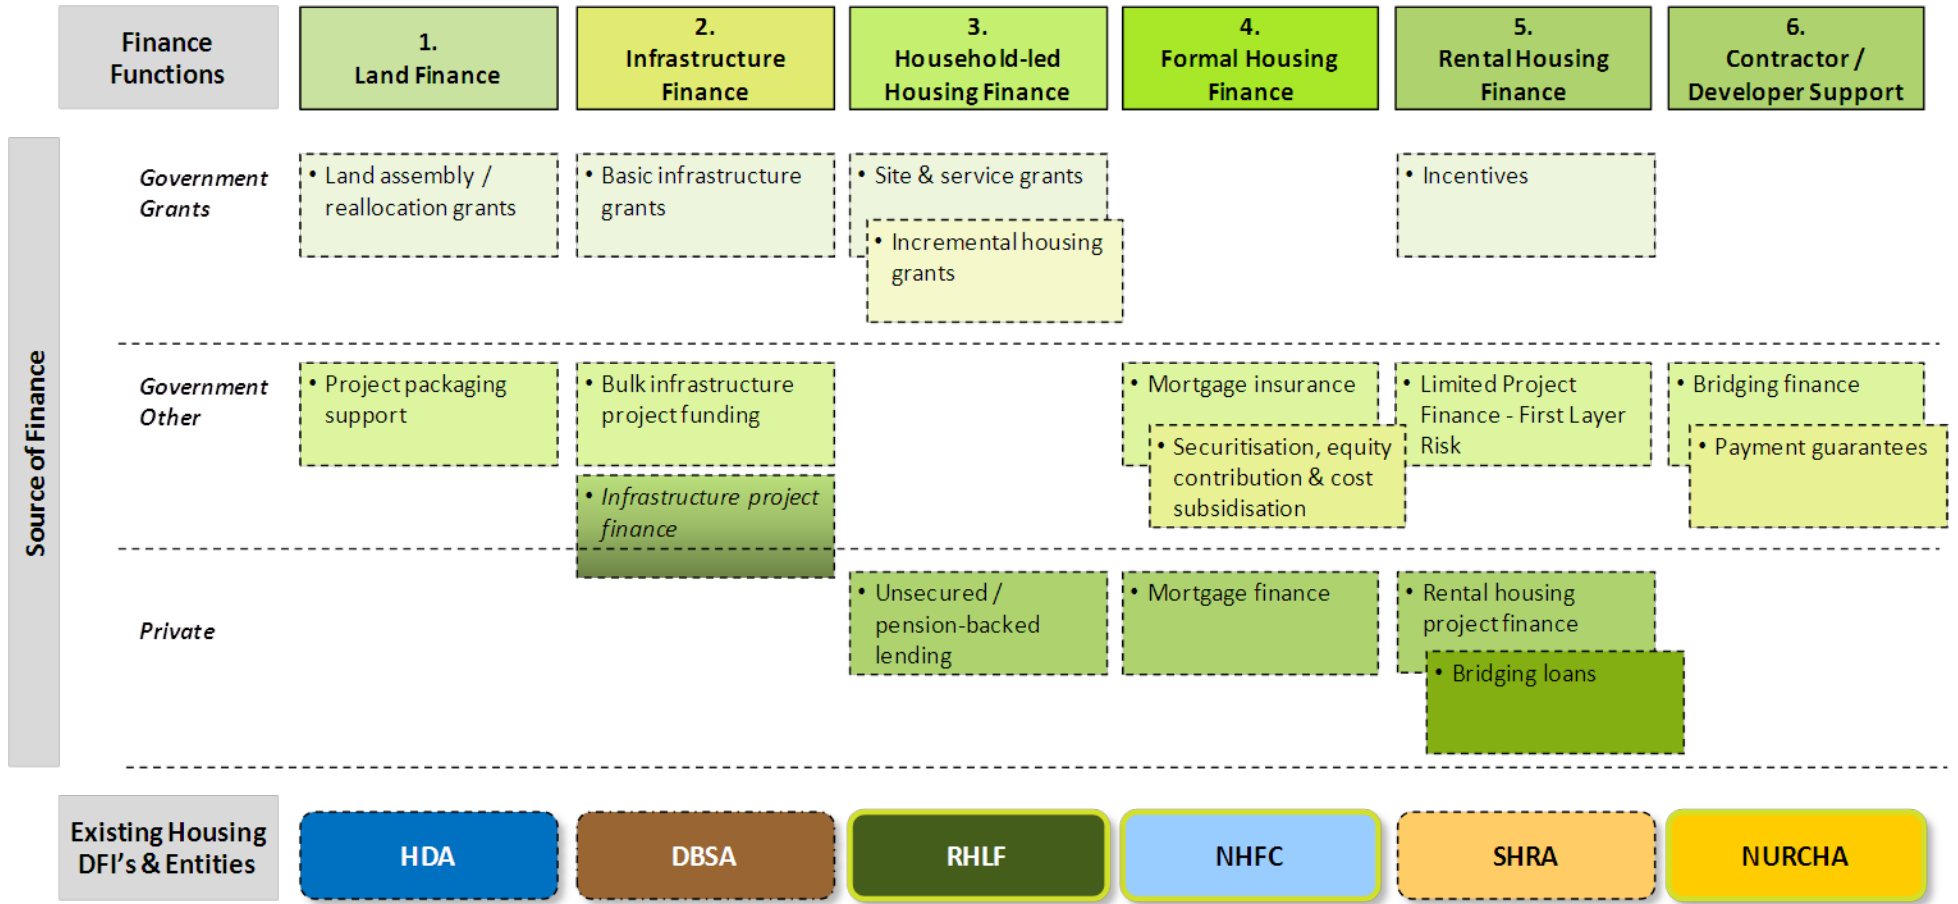 Finance
Functions
1.
Land Finance
2.
Infrastructure
Finance
3.
Household-led
Housing Finance
4.
Formal Housing
Finance
5.
Rental Housing
Finance
6.
Contractor /
Developer Support
Source of Finance
Government
Grants
• Land assembly /
reallocation grants
• Basic infrastructure
grants
• Site & service grants
• Incremental housing
grants
• Incentives
Government
Other
• Project packaging
support
• Bulk infrastructure
project funding
• Infrastructure project
finance
• Mortgage insurance
• Securitisation, equity
contribution & cost
subsidisation
• Limited Project
Finance - First Layer
Risk
• Bridging finance
• Payment guarantees
Private
• Unsecured /
pension-backed
lending
• Mortgage finance
• Rental housing
project finance
• Bridging loans
Existing Housing
DFI's & Entities
HDA
DBSA
RHLF
NHFC
SHRA
NURCHA